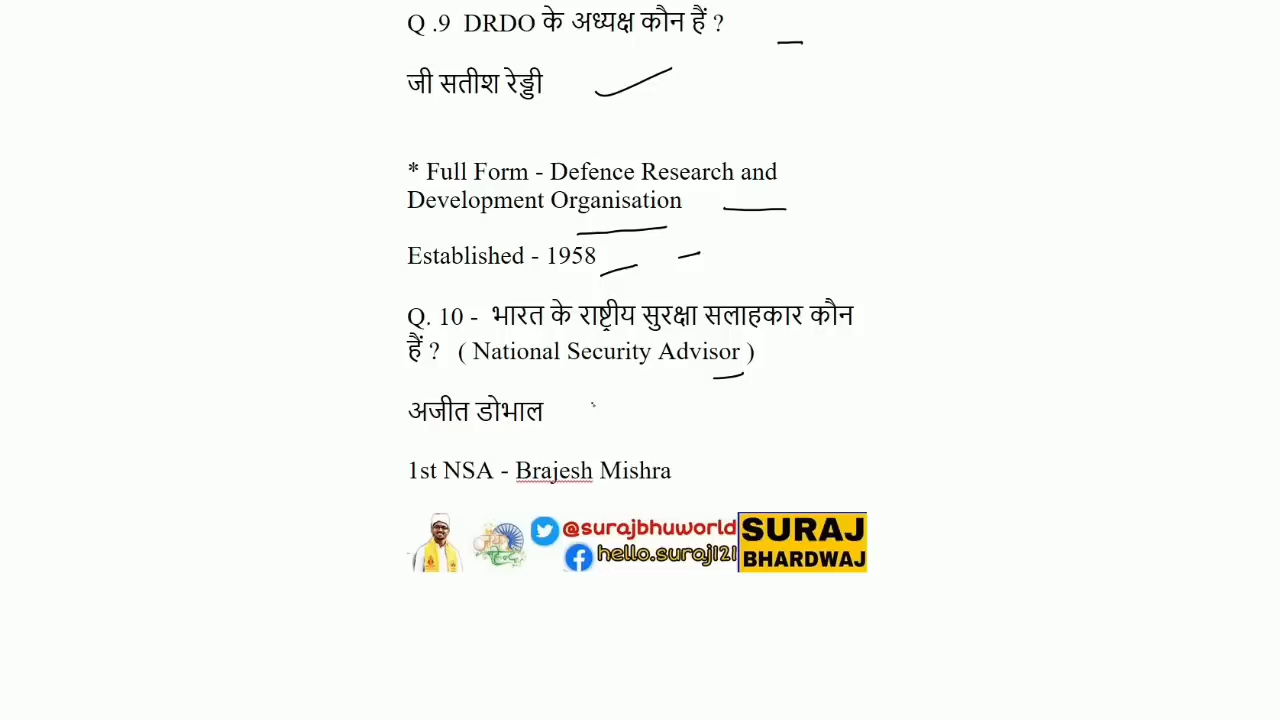 Q .9 DRDO के अध्यक्ष कौन हैं ?
जी सतीश रेड्डी
* Full Form - Defence Research and
Development Organisation
Established - 1958
Q. 10 - भारत के राष्ट्रीय सुरक्षा सलाहकार कौन
हैं ? ( National Security Advisor )
अजीत डोभाल
1st NSA - Brajesh Mishra
@surajbhuworld
hello.suraj121
SURAJ
BHARDWAJ